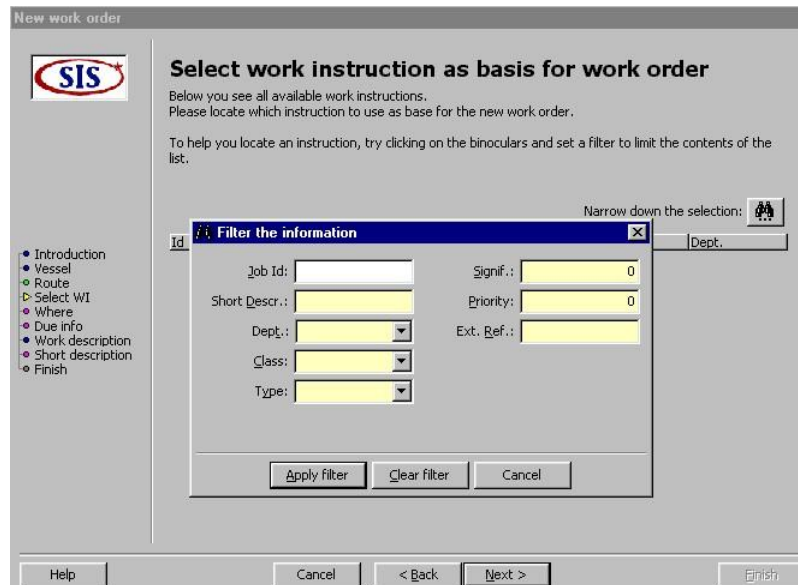 New work order
SIS
Select work instruction as basis for work order
Below you see all available work instructions.
Please locate which instruction to use as base for the new work order.
To help you locate an instruction, try clicking on the binoculars and set a filter to limit the contents of the
list.
Narrow down the selection:
Id
Dept.
Introduction
Vessel
Route
Select WI
Where
Due info
Work description
Short description
Finish
Filter the information
Job Id:
Signif.: 0
Short Descr.:
Priority: 0
Dept.:
Ext. Ref.:
Class:
Type:
Apply filter Clear filter Cancel
Help Cancel < Back Next > Finish